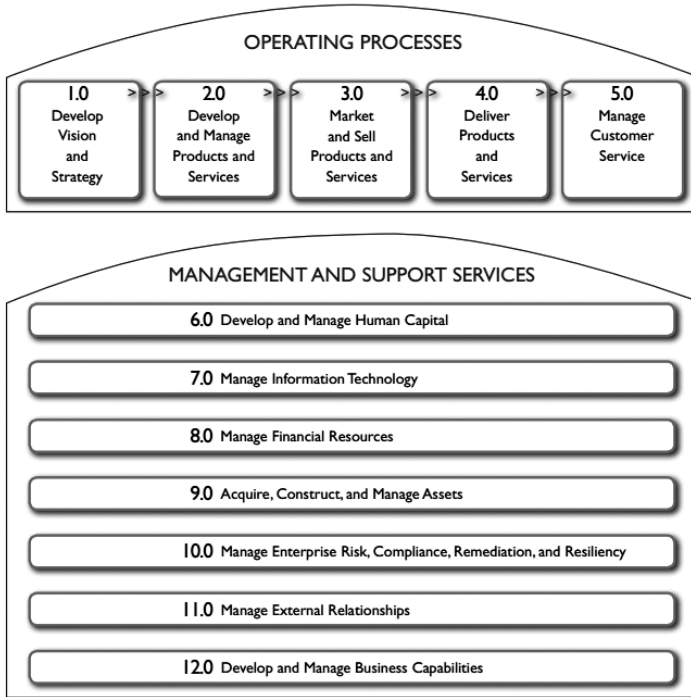 OPERATING PROCESSES
1.0 > > > 2.0 > > > 3.0 > > > 4.0 > > > 5.0
Develop
Vision
and
Strategy
Develop
and Manage
Products and
Services
Market
and Sell
Products and
Services
Deliver
Products
and
Services
Manage
Customer
Service
MANAGEMENT AND SUPPORT SERVICES
6.0 Develop and Manage Human Capital
7.0 Manage Information Technology
8.0 Manage Financial Resources
9.0 Acquire, Construct, and Manage Assets
10.0 Manage Enterprise Risk, Compliance, Remediation, and Resiliency
11.0 Manage External Relationships
12.0 Develop and Manage Business Capabilities